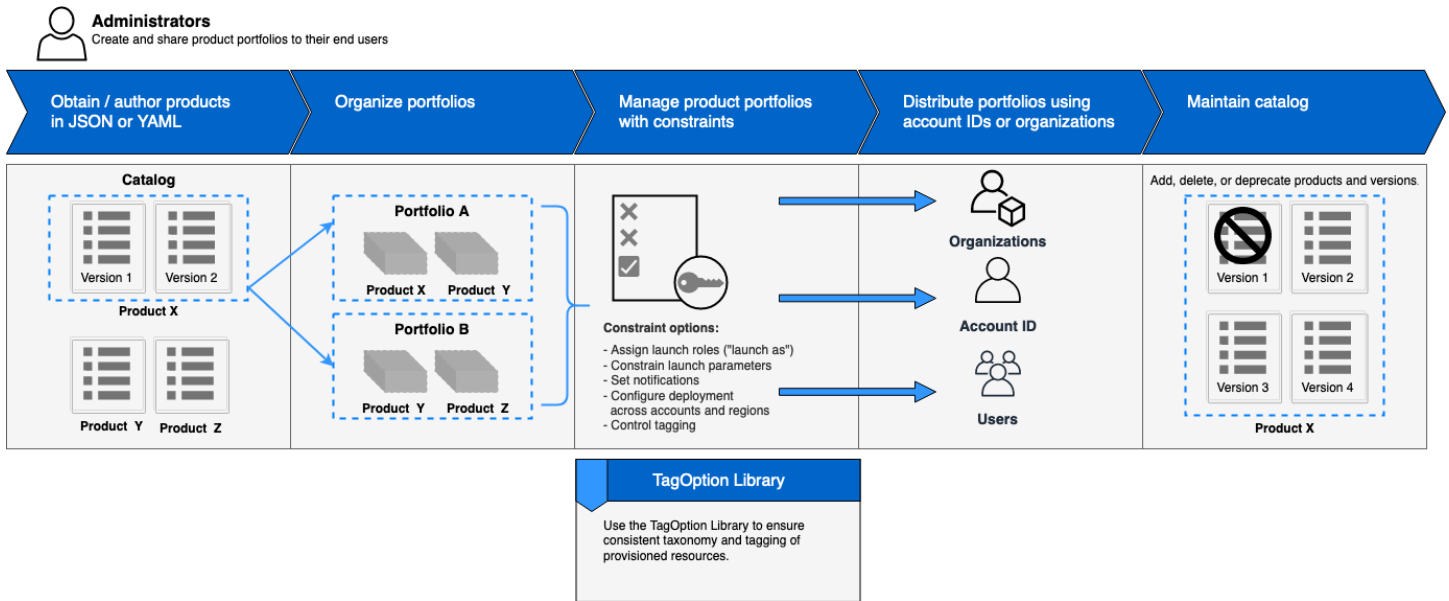 Administrators
Create and share product portfolios to their end users
Obtain / author products
in JSON or YAML
Organize portfolios
Manage product portfolios
with constraints
Distribute portfolios using
account IDs or organizations
Maintain catalog
Catalog
Version 1
Version 2
Product X
Product Y
Product Z
Portfolio A
Product X
Product Y
Portfolio B
Product Y
Product Z
Constraint options:
- Assign launch roles ("launch as")
- Constrain launch parameters
- Set notifications
- Configure deployment
across accounts and regions
- Control tagging
Organizations
Account ID
Users
Add, delete, or deprecate products and versions.
Version 1
Version 2
Version 3
Version 4
Product X
TagOption Library
Use the TagOption Library to ensure
consistent taxonomy and tagging of
provisioned resources.